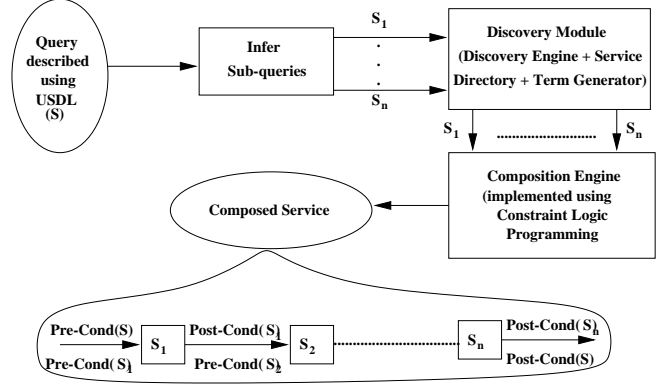 Query
described
using
USDL
(S)
Infer
Sub-queries
S1
.
.
.
Sn
Discovery Module
(Discovery Engine + Service
Directory + Term Generator)
S1
Sn
Composition Engine
(implemented using
Constraint Logic
Programming
Composed Service
Pre-Cond(S)
Pre-Cond(S1)
S1
Post-Cond(S1)
Pre-Cond(S2)
S2
Sn
Post-Cond(Sn)
Post-Cond(S)